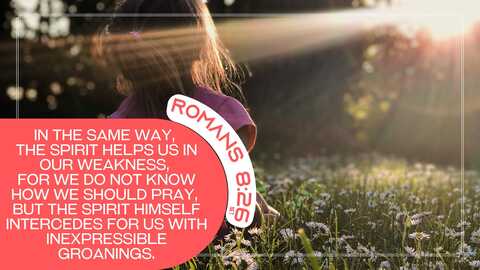 IN THE SAME WAY,
THE SPIRIT HELPS US IN
OUR WEAKNESS,
FOR WE DO NOT KNOW
HOW WE SHOULD PRAY,
BUT THE SPIRIT HIMSELF
INTERCEDES FOR US WITH
INEXPRESSIBLE
GROANINGS.
ROMANS 8:26